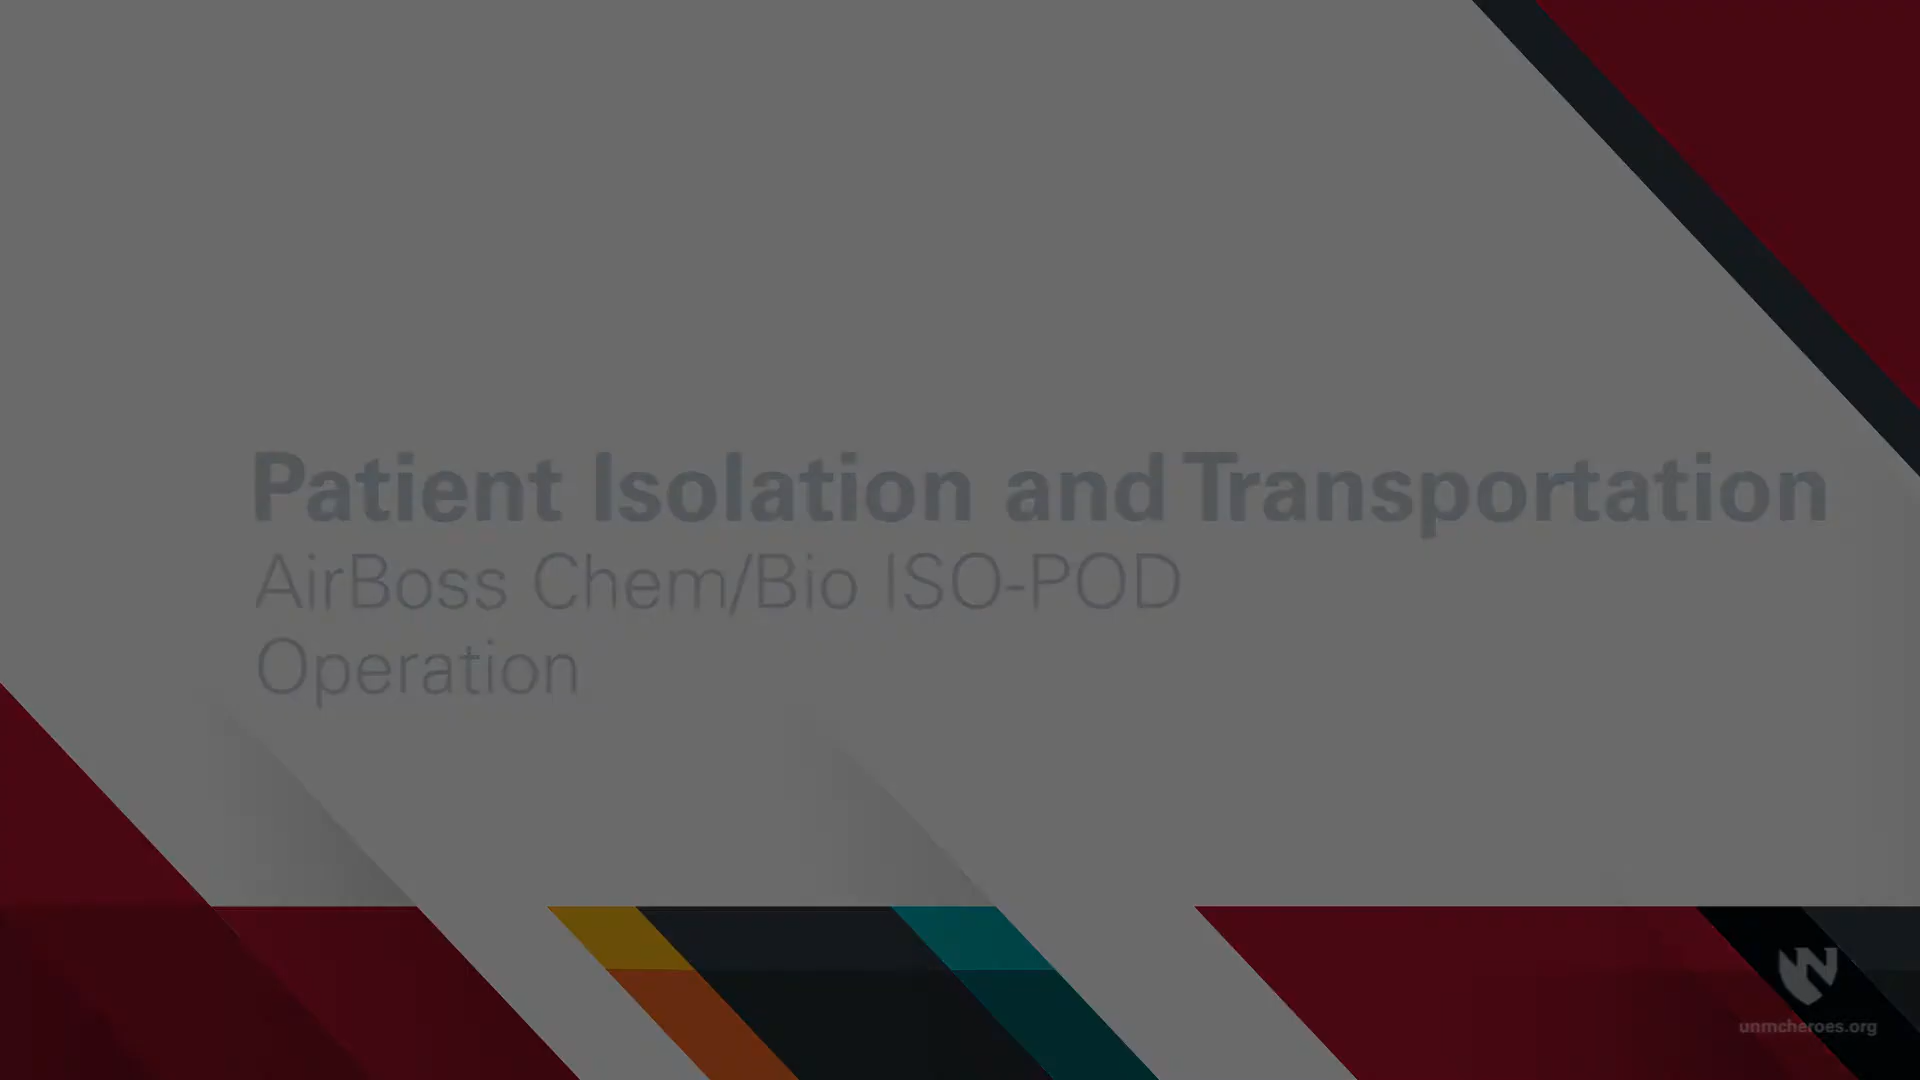 Patient Isolation and Transportation
AirBoss Chem/Bio ISO-POD
Operation
unmcheroes.org